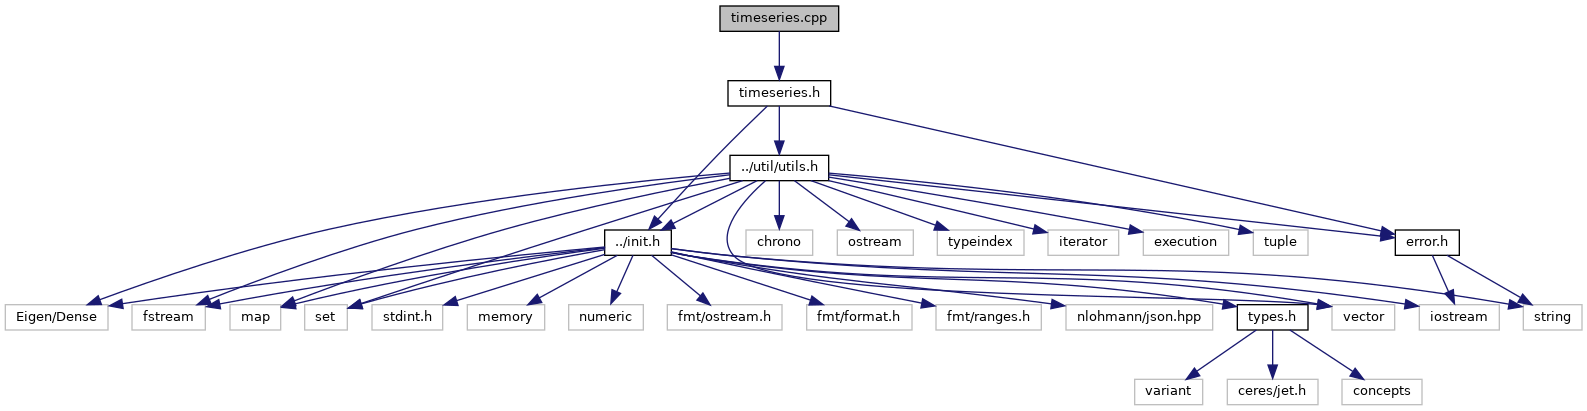 timeseries.cpp
timeseries.h
../util/utils.h
../init.h
chrono
ostream
typeindex
iterator
execution
tuple
error.h
Eigen/Dense
fstream
map
set
stdint.h
memory
numeric
fmt/ostream.h
fmt/format.h
fmt/ranges.h
nlohmann/json.hpp
types.h
vector
iostream
string
variant
ceres/jet.h
concepts